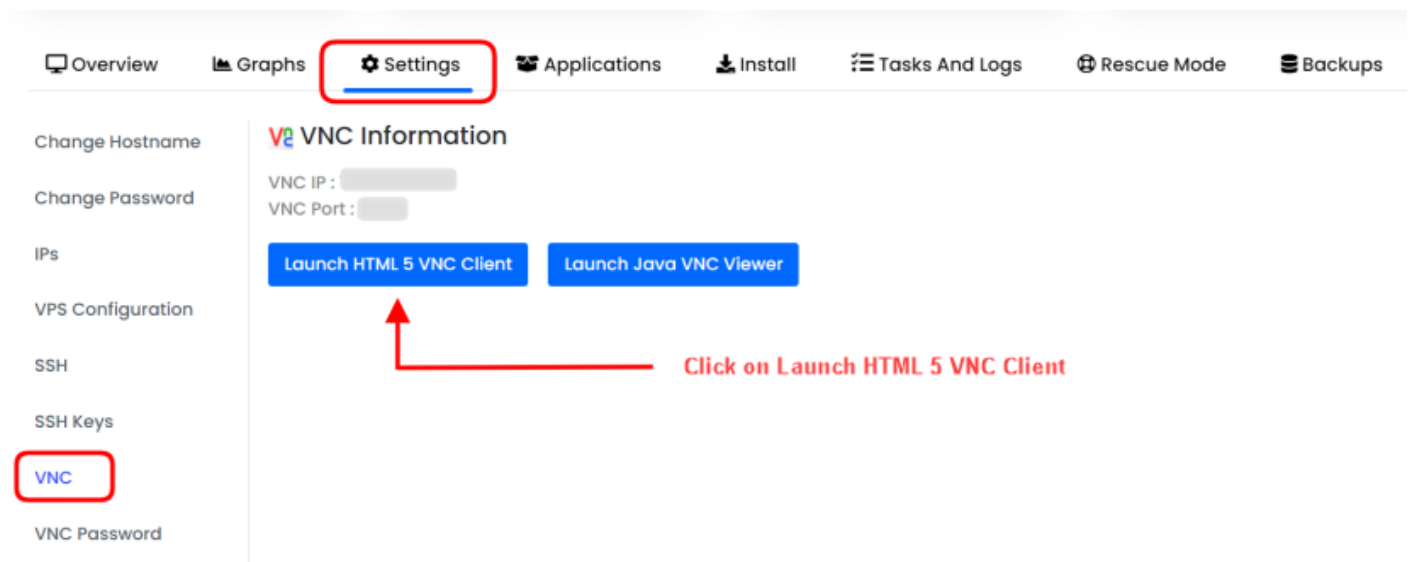 Overview Graphs Settings Applications Install Tasks And Logs Rescue Mode Backups
Change Hostname
Change Password
IPs
VPS Configuration
SSH
SSH Keys
VNC
VNC Password
VNC Information
VNC IP :
VNC Port :
Launch HTML 5 VNC Client Launch Java VNC Viewer
Click on Launch HTML 5 VNC Client